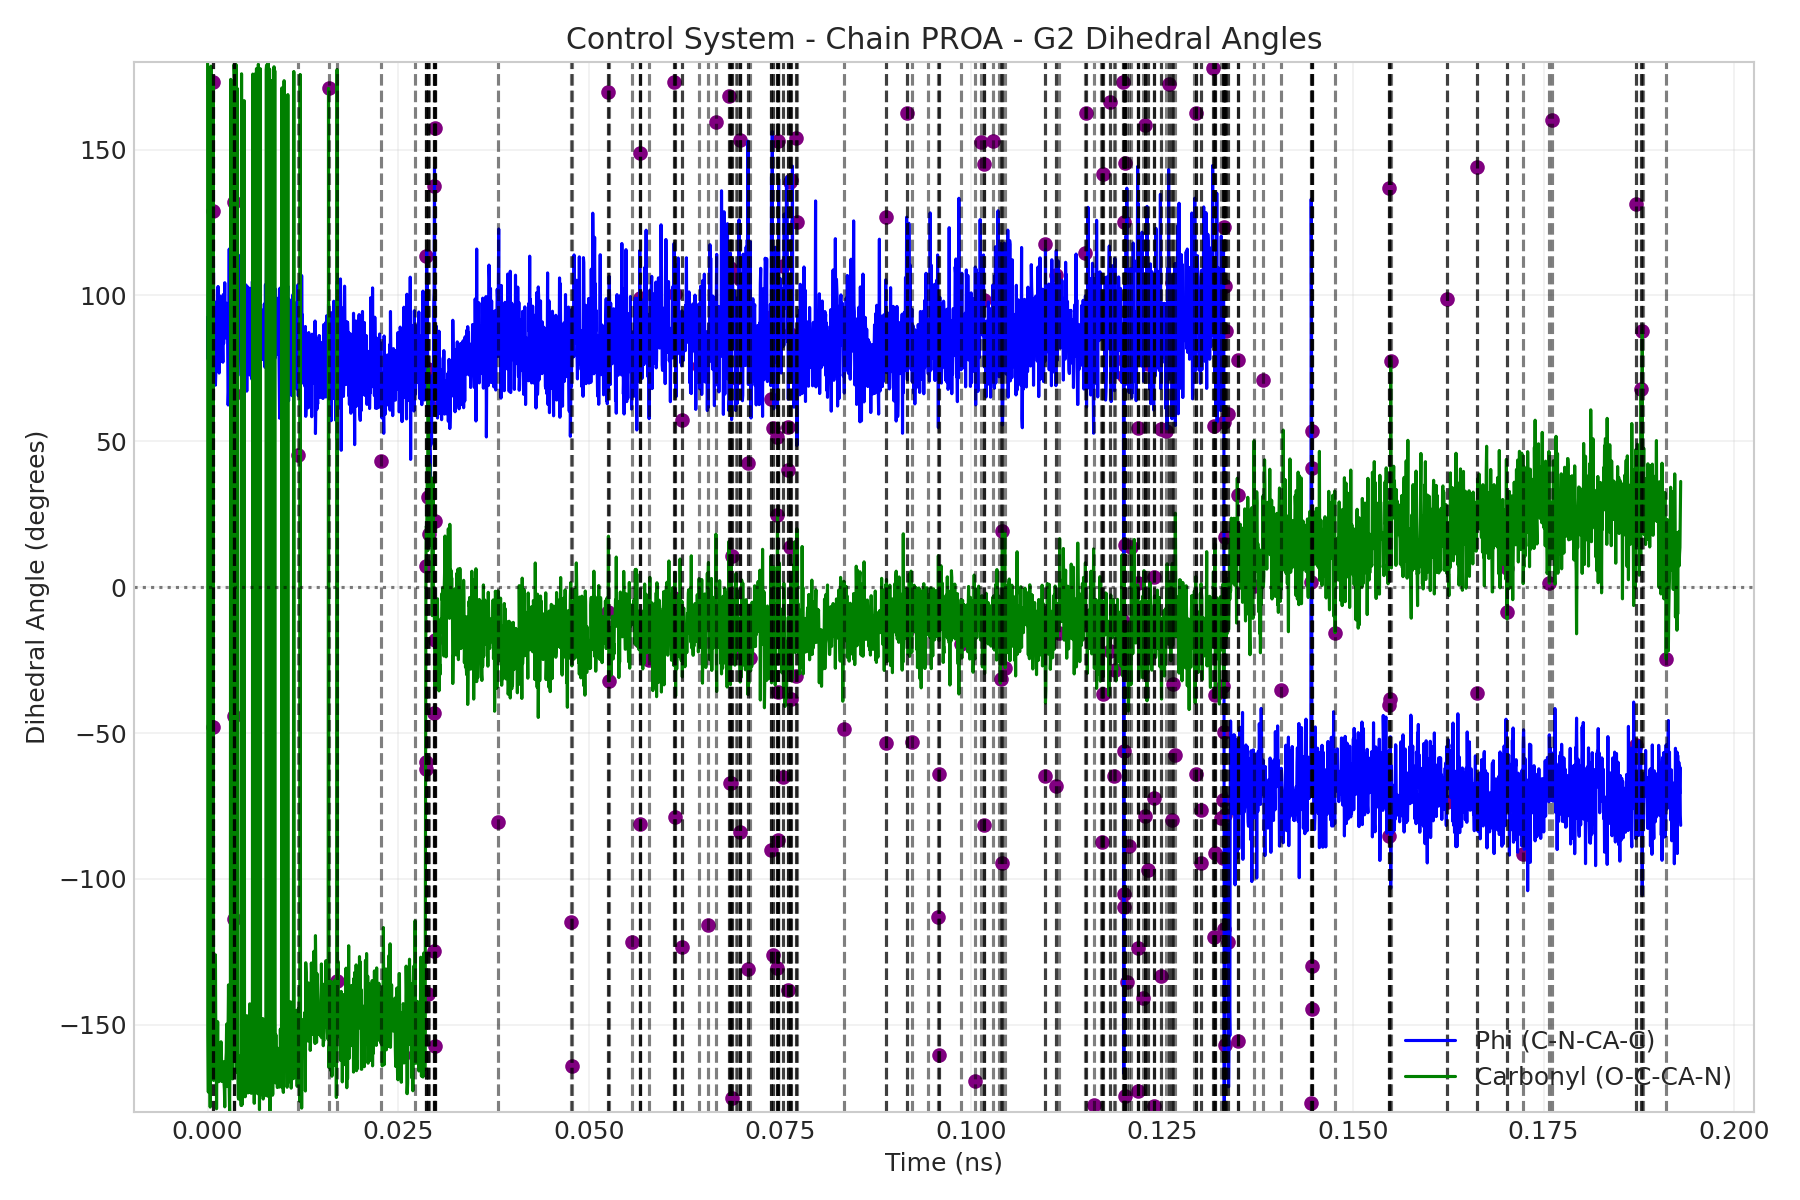 Control System - Chain PROA - G2 Dihedral Angles
Dihedral Angle (degrees)
150
100
50
0
−50
−100
−150
Phi (C-N-CA-C)
Carbonyl (O-C-CA-N)
0.000 0.025 0.050 0.075 0.100 0.125 0.150 0.175 0.200
Time (ns)